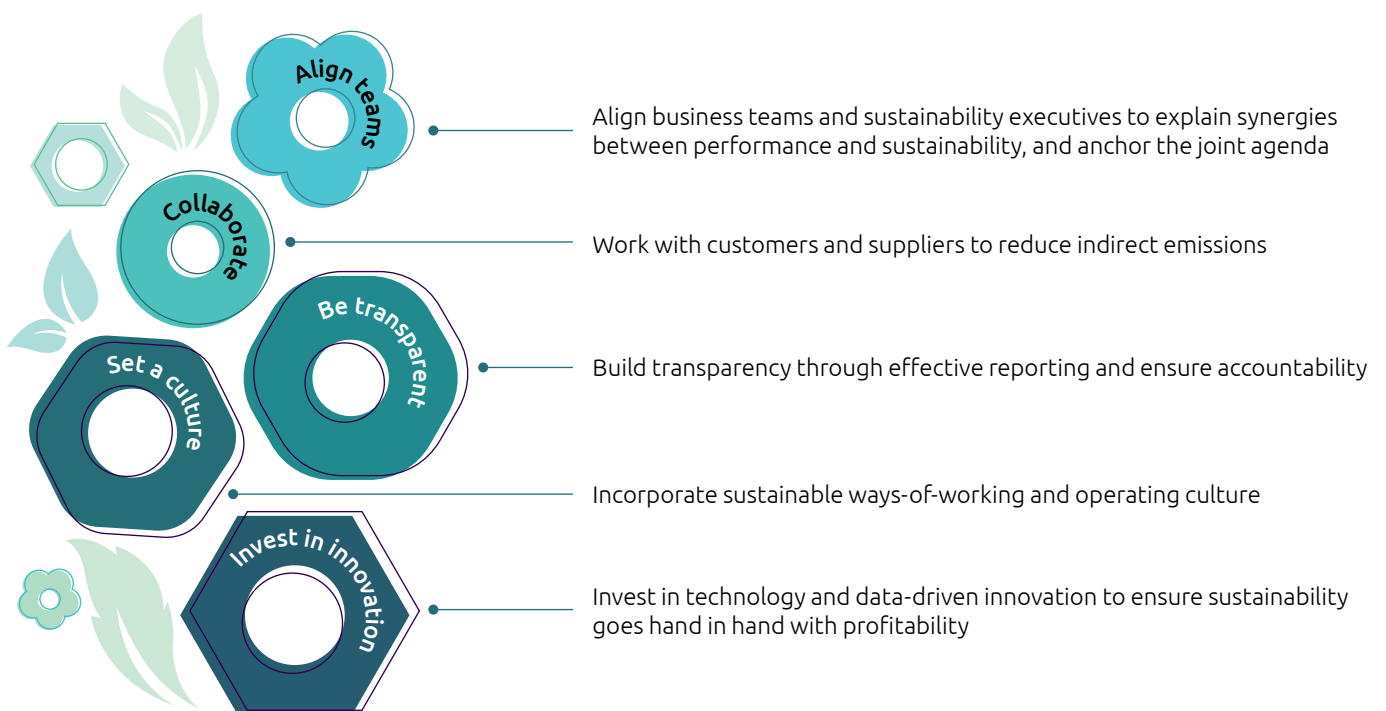 Align teams
Align business teams and sustainability executives to explain synergies
between performance and sustainability, and anchor the joint agenda
Collaborate
Work with customers and suppliers to reduce indirect emissions
Be transparent
Build transparency through effective reporting and ensure accountability
Set a culture
Incorporate sustainable ways-of-working and operating culture
Invest in innovation
Invest in technology and data-driven innovation to ensure sustainability
goes hand in hand with profitability